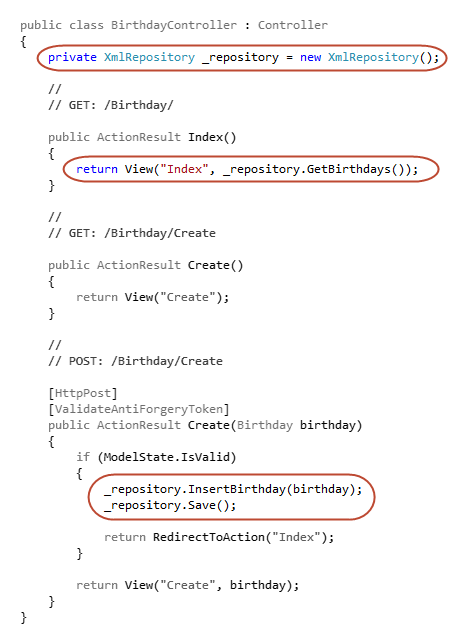 public class BirthdayController : Controller
{
    private XmlRepository _repository = new XmlRepository();
    //
    // GET: /Birthday/
    public ActionResult Index()
    {
        return View("Index", _repository.GetBirthdays());
    }
    //
    // GET: /Birthday/Create
    public ActionResult Create()
    {
        return View("Create");
    }
    //
    // POST: /Birthday/Create
    [HttpPost]
    [ValidateAntiForgeryToken]
    public ActionResult Create(Birthday birthday)
    {
        if (ModelState.IsValid)
        {
            _repository.InsertBirthday(birthday);
            _repository.Save();
            return RedirectToAction("Index");
        }
        return View("Create", birthday);
    }
}